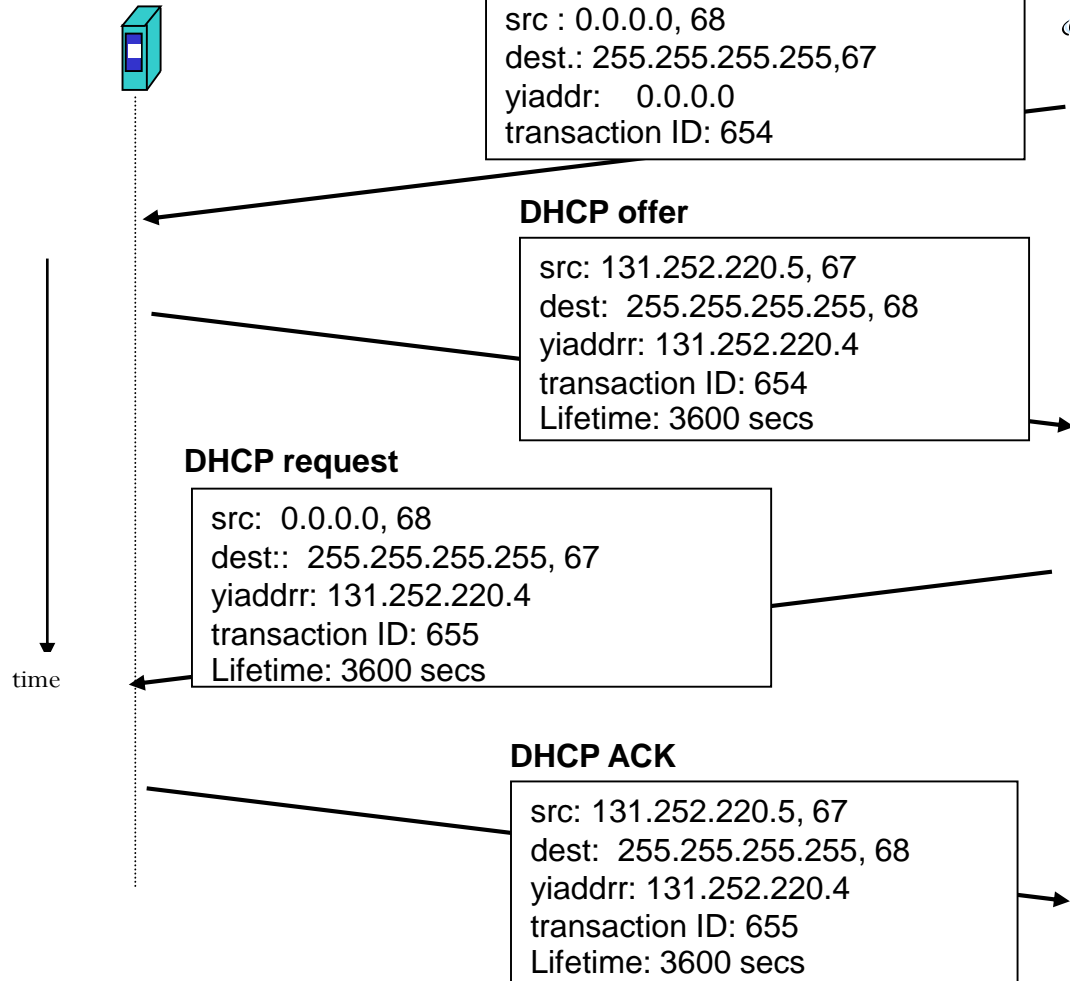 src : 0.0.0.0, 68
dest.: 255.255.255.255,67
yiaddr: 0.0.0.0
transaction ID: 654
DHCP offer
src: 131.252.220.5, 67
dest: 255.255.255.255, 68
yiaddrr: 131.252.220.4
transaction ID: 654
Lifetime: 3600 secs
DHCP request
src: 0.0.0.0, 68
dest:: 255.255.255.255, 67
yiaddrr: 131.252.220.4
transaction ID: 655
Lifetime: 3600 secs
time
DHCP ACK
src: 131.252.220.5, 67
dest: 255.255.255.255, 68
yiaddrr: 131.252.220.4
transaction ID: 655
Lifetime: 3600 secs